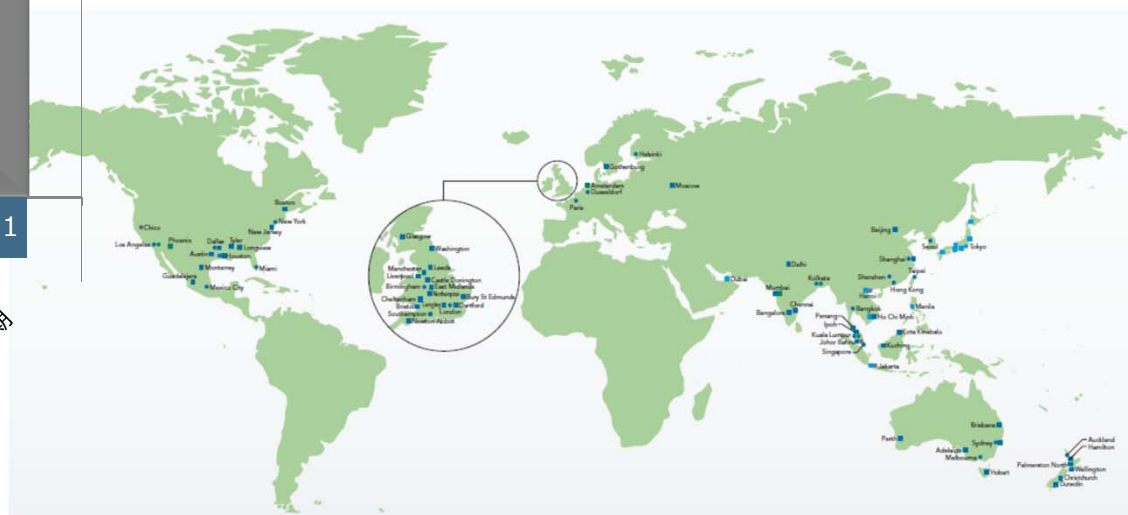 1
Helsinki
Gothenburg
Amsterdam
Dusseldorf
Moscow
Paris
Boston
New York
New Jersey
Chico
Los Angeles
Phoenix
Dallas
Tyler
Longview
Austin
Houston
Monterrey
Miami
Guadalajara
Mexico City
Glasgow
Washington
Manchester
Leeds
Liverpool
Castle Donington
Birmingham
East Midlands
Northampton
Cheltenham
Bury St Edmunds
Bristol
Langley
Dartford
Southampton
London
Newton Abbot
Beijing
Seoul
Tokyo
Shanghai
Delhi
Dubai
Kolkata
Shenzhen
Taipei
Mumbai
Hong Kong
Hanoi
Chennai
Bangalore
Bangkok
Manila
Penang
Ho Chi Minh
Ipoh
Kuala Lumpur
Kota Kinabalu
Johor Bahru
Kuching
Singapore
Jakarta
Brisbane
Perth
Sydney
Adelaide
Melbourne
Auckland
Hamilton
Palmerston North
Wellington
Hobart
Christchurch
Dunedin